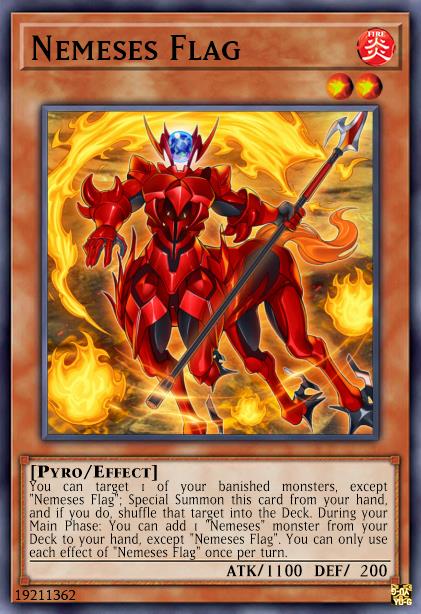 Nemeses Flag
FIRE
炎
[Pyro/Effect]
You can target 1 of your banished monsters, except
"Nemeses Flag"; Special Summon this card from your hand,
and if you do, shuffle that target into the Deck. During your
Main Phase: You can add 1 "Nemeses" monster from your
Deck to your hand, except "Nemeses Flag". You can only use
each effect of "Nemeses Flag" once per turn.
ATK/1100 DEF/ 200
19211362